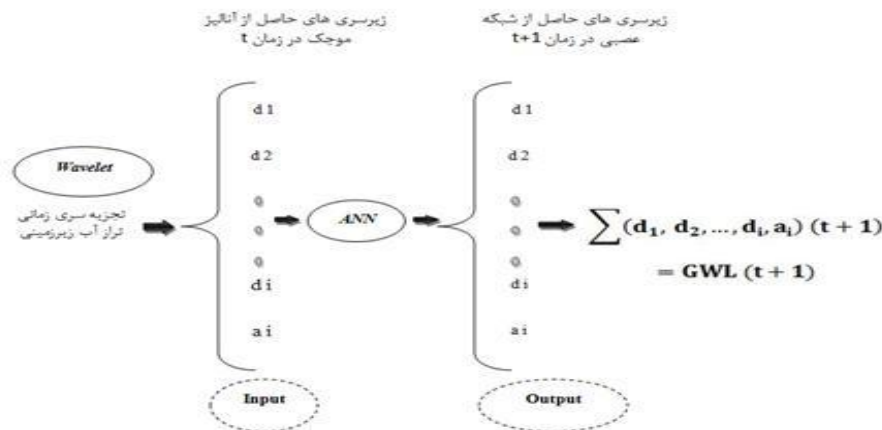 زیرسری های حاصل از آنالیز
موجک در زمان t
زیرسری های حاصل از شبکه
عصبی در زمان t+1
Wavelet
تجزیه سری زمانی
تراز آب زیرزمینی
d1
d2
di
ai
Input
ANN
d1
d2
di
ai
Output
∑(d₁, d₂, ..., dᵢ, aᵢ) (t + 1)
= GWL (t + 1)